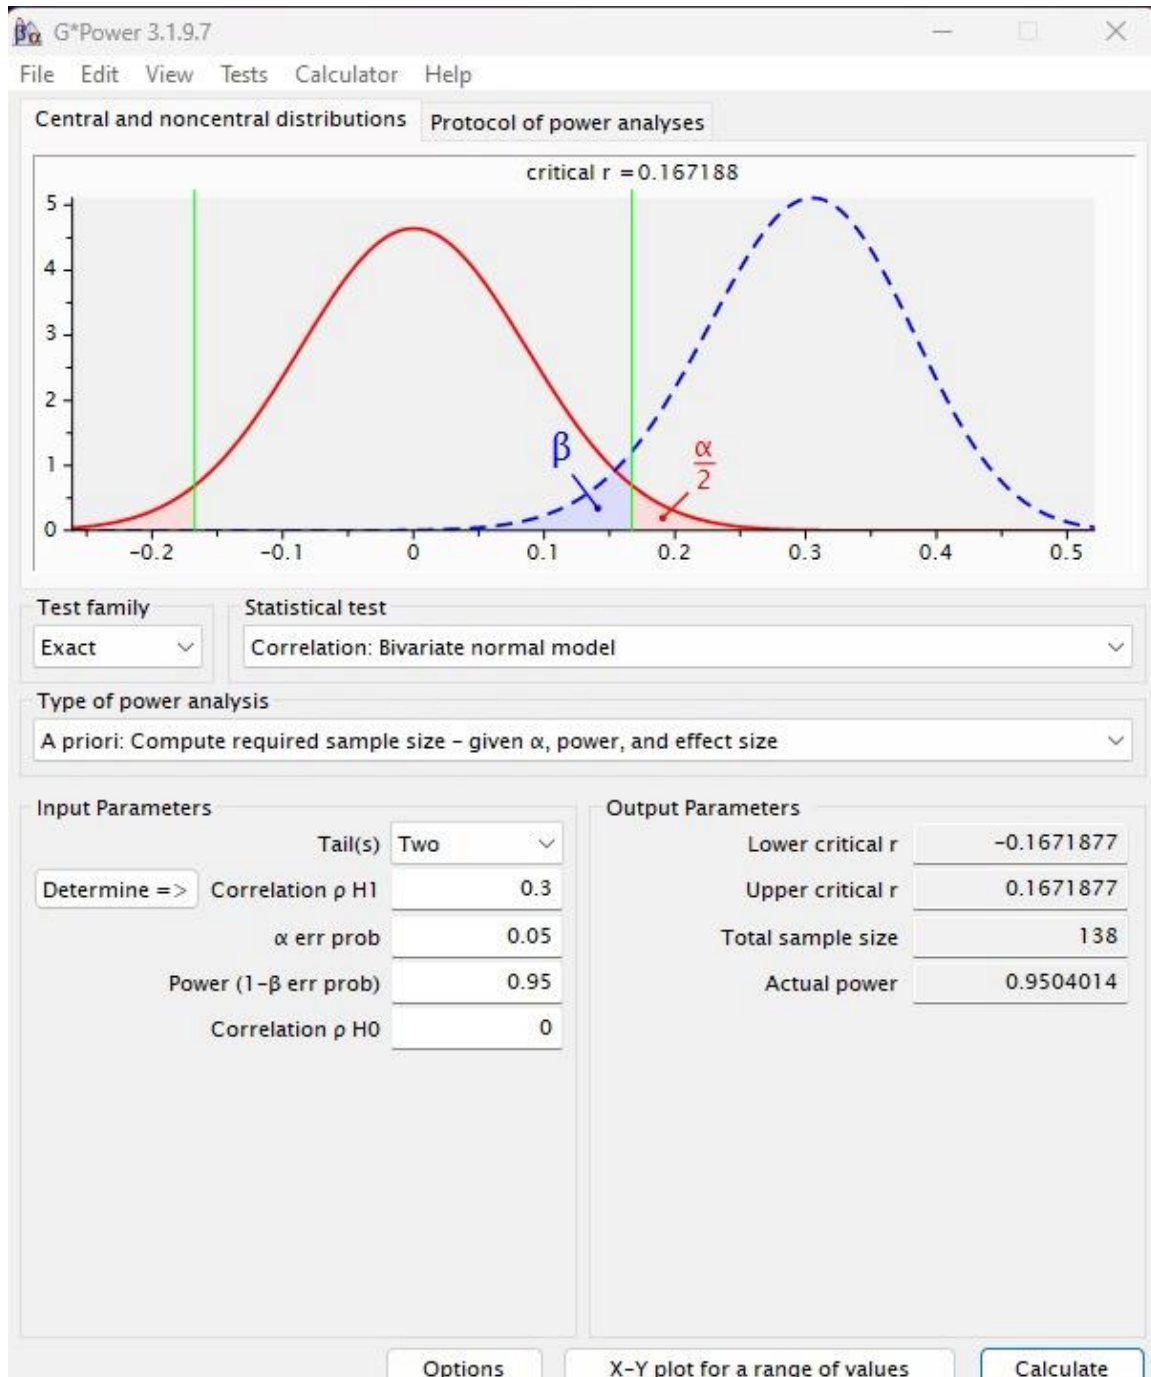 βα G*Power 3.1.9.7
File Edit View Tests Calculator Help
Central and noncentral distributions Protocol of power analyses
critical r = 0.167188
5
4
3
2
1
0
β
α
2
-0.2 -0.1 0 0.1 0.2 0.3 0.4 0.5
Test family Statistical test
Exact Correlation: Bivariate normal model
Type of power analysis
A priori: Compute required sample size – given α, power, and effect size
Input Parameters
Tail(s) Two
Determine => Correlation ρ H1 0.3
α err prob 0.05
Power (1-β err prob) 0.95
Correlation ρ H0 0
Output Parameters
Lower critical r -0.1671877
Upper critical r 0.1671877
Total sample size 138
Actual power 0.9504014
Options X-Y plot for a range of values Calculate